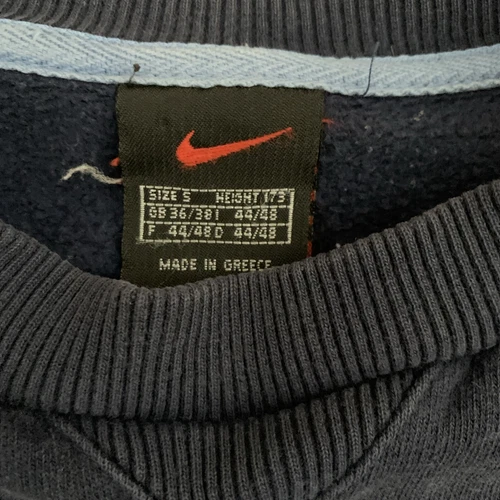 SIZE S HEIGHT 173
GB 36/38 I 44/48
F 44/48 D 44/48
MADE IN GREECE